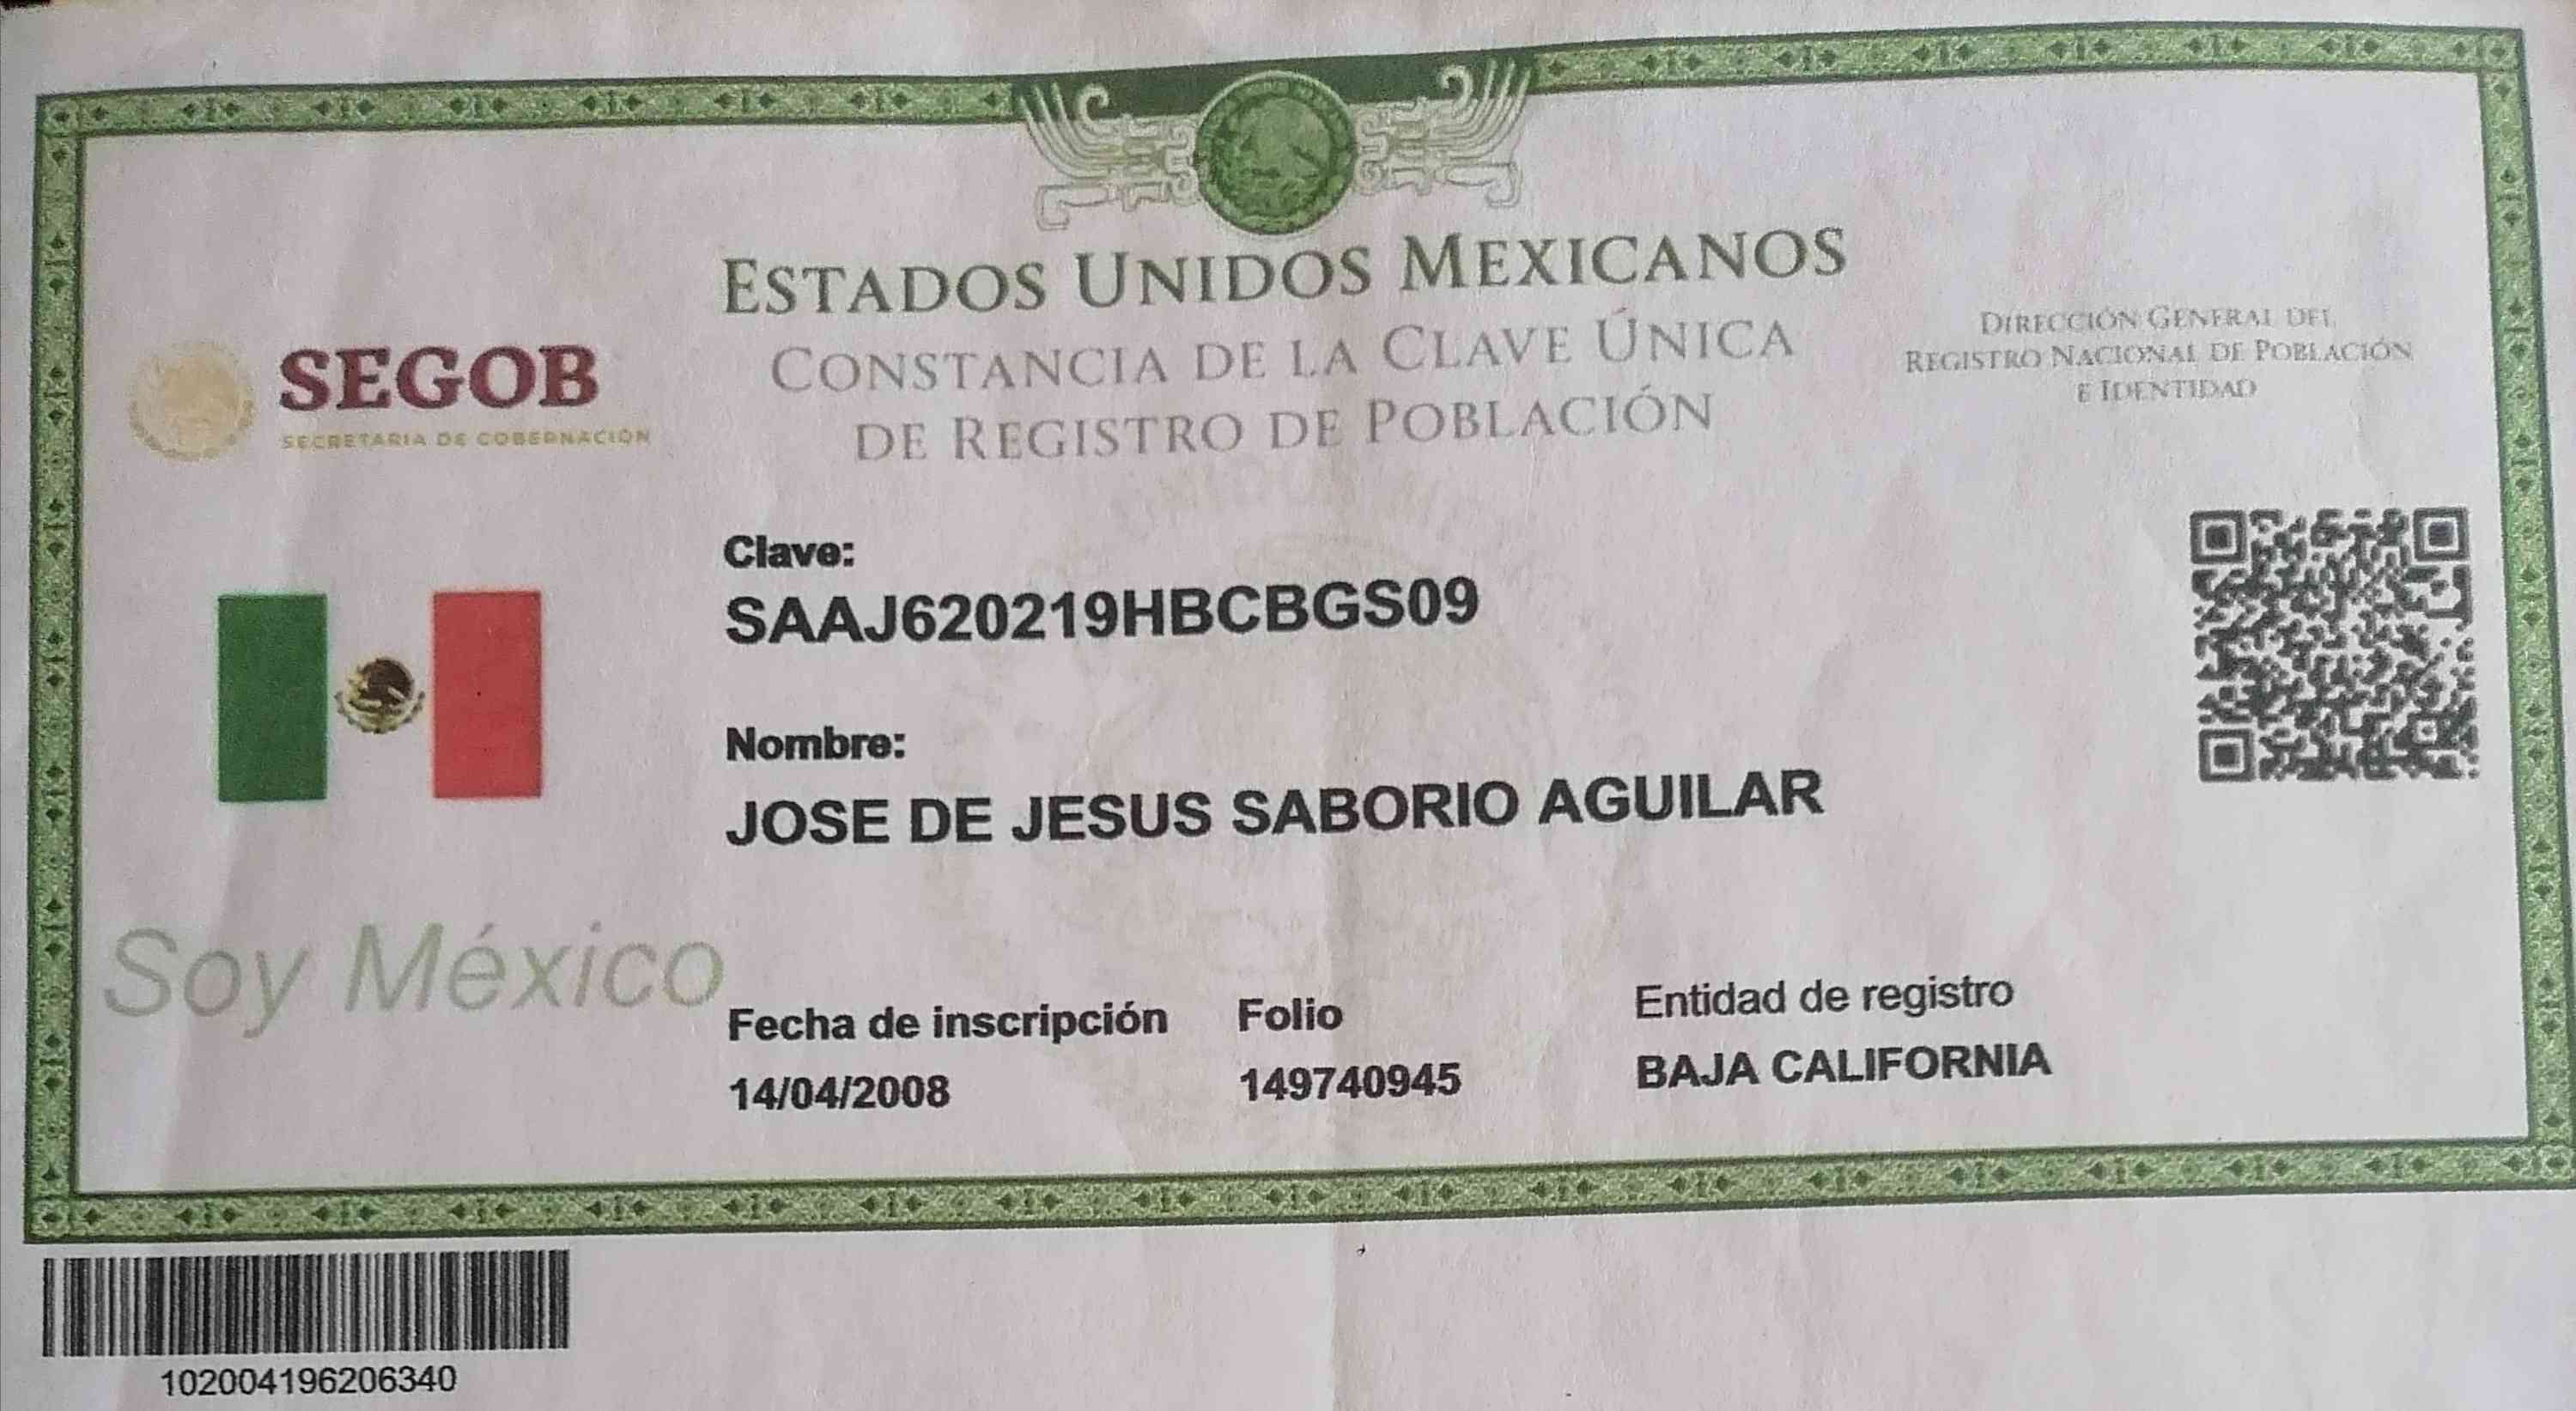 ESTADOS UNIDOS MEXICANOS
CONSTANCIA DE LA CLAVE ÚNICA
DE REGISTRO DE POBLACIÓN
SEGOB
SECRETARÍA DE GOBERNACIÓN
DIRECCIÓN GENERAL DEL
REGISTRO NACIONAL DE POBLACIÓN
E IDENTIDAD
Clave:
SAAJ620219HBCBGS09
Nombre:
JOSE DE JESUS SABORIO AGUILAR
Soy México
Fecha de inscripción
14/04/2008
Folio
149740945
Entidad de registro
BAJA CALIFORNIA
102004196206340